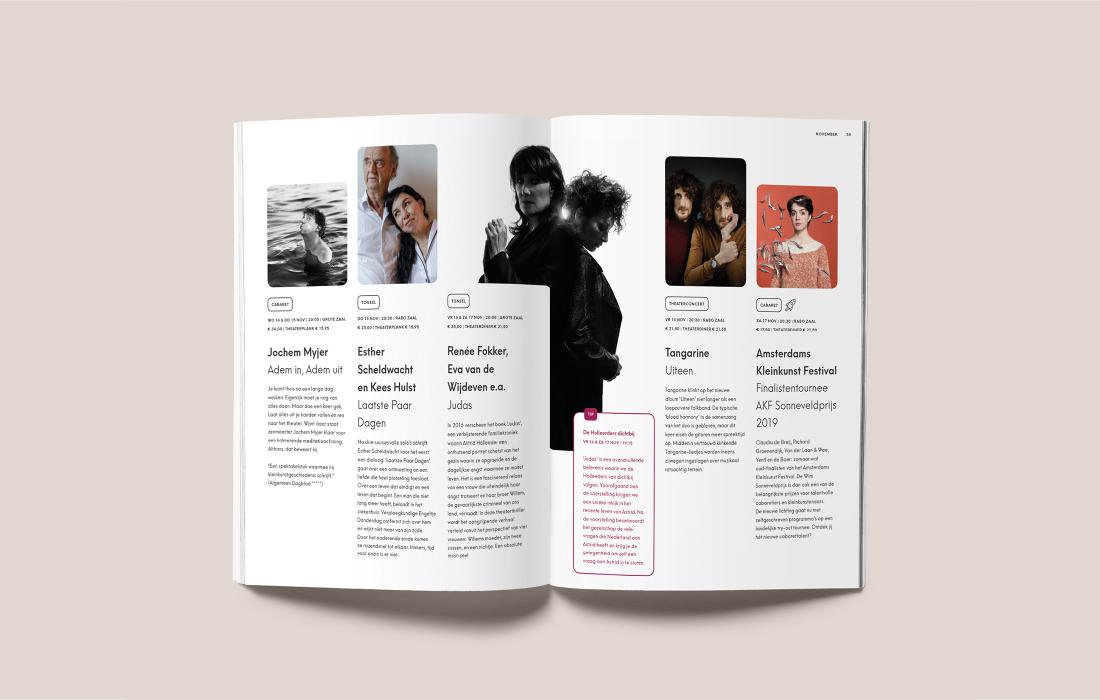 NOVEMBER
CABARET
WO 14 & DO 15 NOV | 20:00 | GROTE ZAAL
€ 34,00 | THEATERPLANK € 15,95
Jochem Myjer
Adem in, Adem uit
Je komt thuis na een lange dag
werken. Eigenlijk moet je nog van
alles doen. Maar doe een keer gek.
Laat alles uit je handen vallen en ren
naar het theater. Want daar staat
zenmeester Jochem Myjer klaar voor
een kalmerende meditatieoefening.
Althans, dat beweert hij.
"Een spektakelstuk waarmee hij
kleinkunstgeschiedenis schrijft."
(Algemeen Dagblad *****)
TONEEL
DO 15 NOV | 20:30 | RABO ZAAL
€ 23,00 | THEATERPLANK € 15,95
Esther
Scheldwacht
en Kees Hulst
Laatste Paar
Dagen
Na drie succesvolle solo's schrijft
Esther Scheldwacht voor het eerst
een dialoog. 'Laatste Paar Dagen'
gaat over een ontmoeting en een
liefde die heel plotseling toeslaat.
Over een leven dat eindigt en een
leven dat begint. Een man die niet
lang meer heeft, belandt in het
ziekenhuis. Verpleegkundige Engeltje
Donderdag ontfermt zich over hem
en wijkt niet meer van zijn zijde.
Door het naderende einde komen
ze razendsnel tot elkaar. Immers, tijd
voor onzin is er niet.
TONEEL
VR 16 & ZA 17 NOV | 20:00 | GROTE ZAAL
THEATERDINER € 21,50
Renée Fokker,
Eva van de
Wijdeven e.a.
Judas
In 2016 verscheen het boek 'Judas',
een verbijsterende familiekroniek
waarin Astrid Holleeder een
onthutsend portret schetst van het
gezin waarin ze opgroeide en de
dagelijkse angst waarmee ze moest
leven. Het is een fascinerend relaas
van een vrouw die uiteindelijk haar
angst trotseert en haar broer Willem,
de gevaarlijkste crimineel van ons
land, verraadt. In deze theaterthriller
wordt het aangrijpende verhaal
verteld vanuit het perspectief van vier
vrouwen: Willems moeder, zijn twee
zussen, en een nichtje. Een absolute
must-see!
TIP
De Holleeders dichtbij
VR 16 & ZA 17 NOV | 19:15
'Judas' is een avondvullende
belevenis waarin we de
Holleeders van dichtbij
volgen. Voorafgaand aan
de voorstelling krijgen we
een unieke inkijk in het
recente leven van Astrid. Na
de voorstelling beantwoordt
het gezelschap de vele
vragen die Nederland aan
Astrid heeft en krijg je de
gelegenheid om zelf een
vraag aan Astrid in te sturen.
THEATERCONCERT
VR 16 NOV | 20:30 | RABO ZAAL
€ 21,50 | THEATERDINER € 21,50
Tangarine
Uiteen
Tangarine klinkt op het nieuwe
album 'Uiteen' niet langer als een
loepzuivere folkband. De typische
'blood harmony' in de samenzang
van het duo is gebleven, maar dit
keer eisen de gitaren meer spreektijd
op. Middenin vertrouwd klinkende
Tangarine-liedjes worden ineens
zijwegen ingeslagen over muzikaal
ratsachtig terrein.
CABARET
ZA 17 NOV | 20:30 | RABO ZAAL
€ 17,50 | THEATERDINER € 21,50
Amsterdams
Kleinkunst Festival
Finalistentournee
AKF Sonneveldprijs
2019
Claudiu de Bretj, Richard
Groenendijk, Van der Laan & Woe,
Yentl en de Boer: zomaar wat
oud-finalisten van het Amsterdams
Kleinkunst Festival. De Wim
Sonneveldprijs is dan ook een van de
belangrijkste prijzen voor talentvolle
cabaretiers en kleinkunstenaars.
De nieuwe lichting gaat nu met
zelfgeschreven programma's op een
landelijke try-out tournee. Ontdek jij
hét nieuwe cabarettalent?